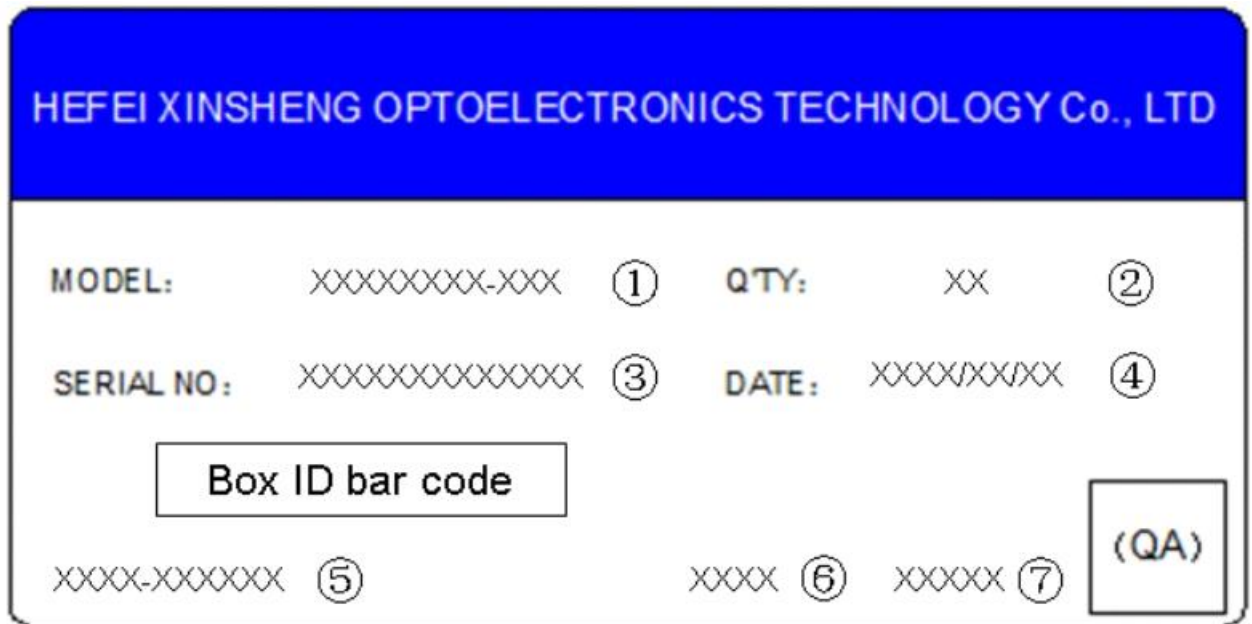 HEFEI XINSHENG OPTOELECTRONICS TECHNOLOGY Co., LTD
MODEL: XXXXXXXX-XXX ① Q'TY: XX ②
SERIAL NO: XXXXXXXXXXXXX ③ DATE: XXXX/XX/XX ④
Box ID bar code
(QA)
XXXX-XXXXXX ⑤ XXXX ⑥ XXXXX ⑦